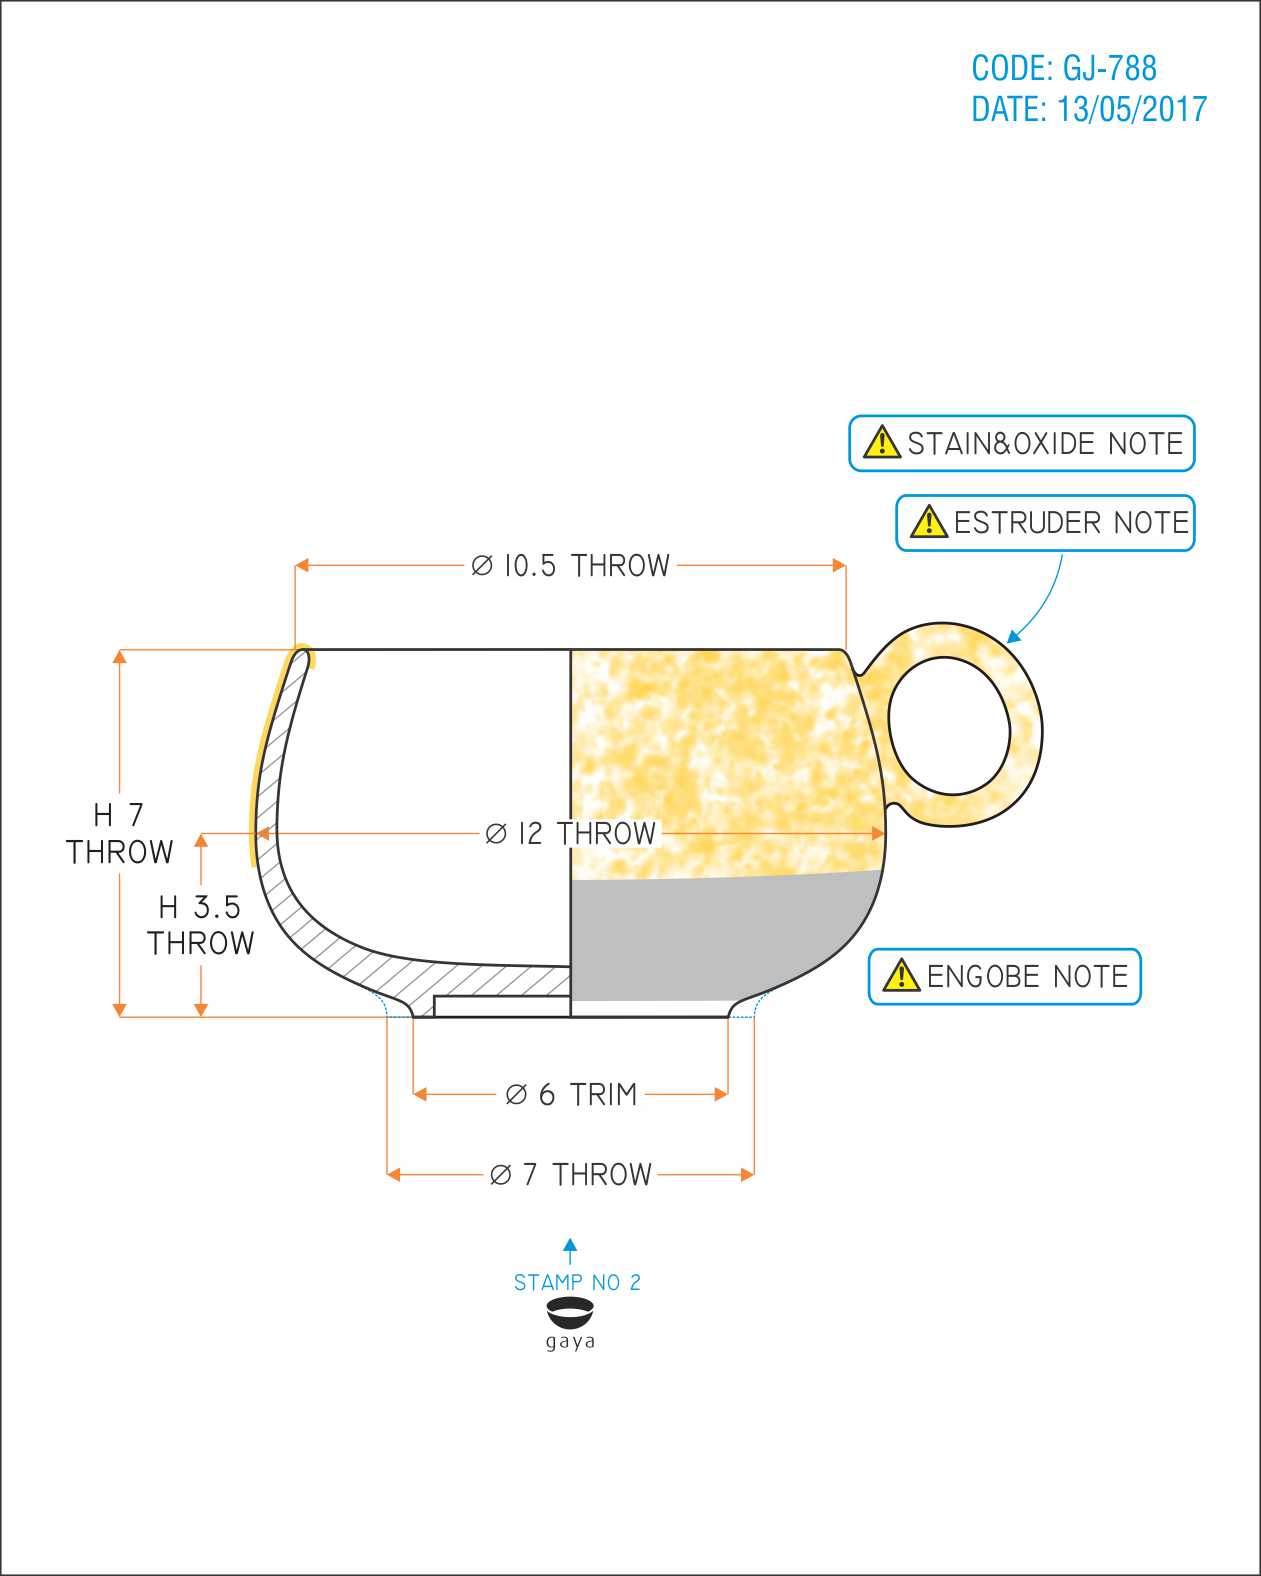 CODE: GJ-788
DATE: 13/05/2017
STAIN&OXIDE NOTE
ESTRUDER NOTE
Ø 10.5 THROW
H 7
THROW
Ø 12 THROW
H 3.5
THROW
ENGOBE NOTE
Ø 6 TRIM
Ø 7 THROW
STAMP NO 2
gaya